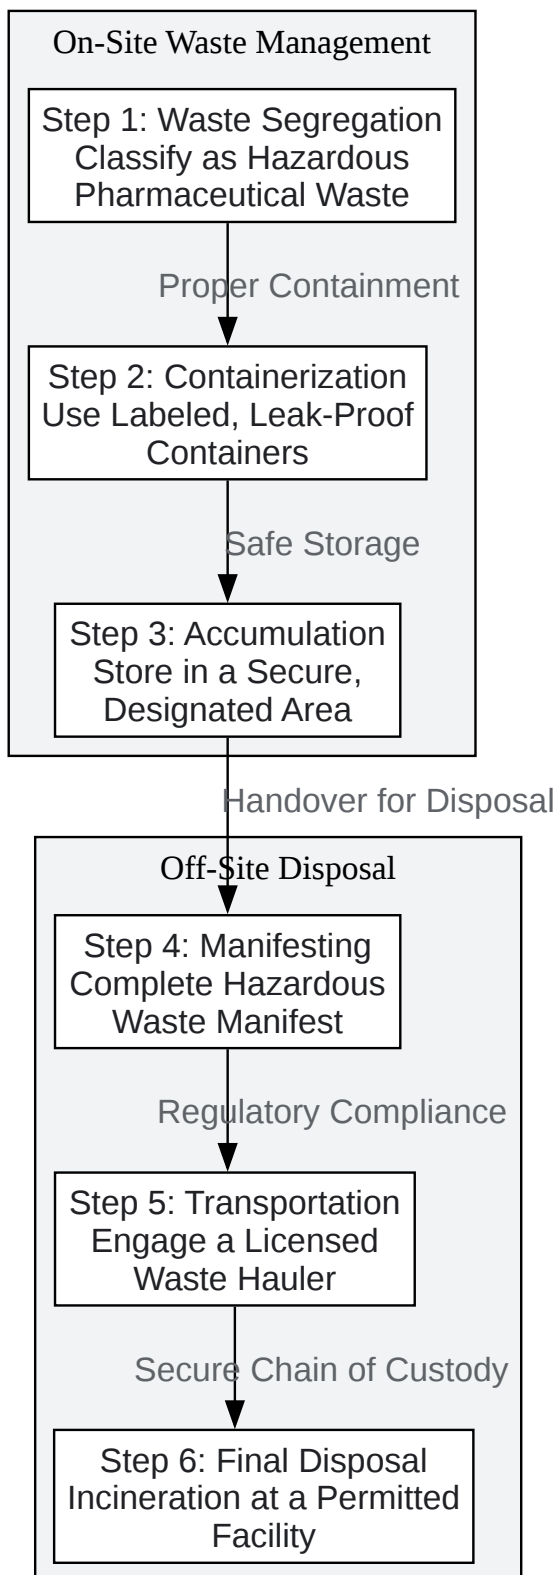 On-Site Waste Management
Step 1: Waste Segregation
Classify as Hazardous
Pharmaceutical Waste
Proper Containment
Step 2: Containerization
Use Labeled, Leak-Proof
Containers
Safe Storage
Step 3: Accumulation
Store in a Secure,
Designated Area
Handover for Disposal
Off-Site Disposal
Step 4: Manifesting
Complete Hazardous
Waste Manifest
Regulatory Compliance
Step 5: Transportation
Engage a Licensed
Waste Hauler
Secure Chain of Custody
Step 6: Final Disposal
Incineration at a Permitted
Facility